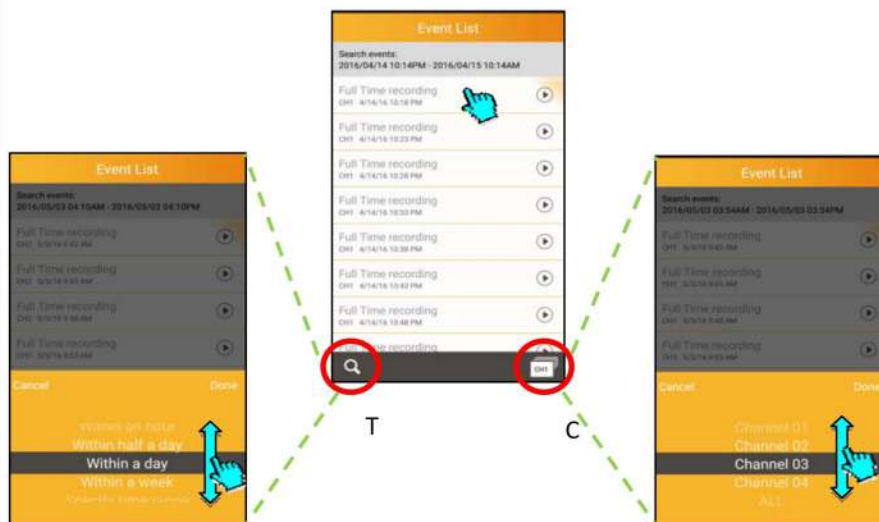 Event List
Search events:
2016/04/14 10:14PM - 2016/04/15 10:14AM
Full Time recording
CH1 4/14/16 10:18 PM
Full Time recording
CH1 4/14/16 10:23 PM
Full Time recording
CH1 4/14/16 10:28 PM
Full Time recording
CH1 4/14/16 10:33 PM
Full Time recording
CH1 4/14/16 10:38 PM
Full Time recording
CH1 4/14/16 10:43 PM
Full Time recording
CH1 4/14/16 10:48 PM
Full Time recording
CH1
T
C
Event List
Search events:
2016/05/03 04:10AM - 2016/05/03 04:10PM
Full Time recording
Full Time recording
Full Time recording
Full Time recording
Cancel
Done
Within an hour
Within half a day
Within a day
Within a week
Specify time range
Event List
Search events:
2016/05/03 03:54AM - 2016/05/03 03:54PM
Full Time recording
Full Time recording
Full Time recording
Full Time recording
Cancel
Done
Channel 01
Channel 02
Channel 03
Channel 04
ALL